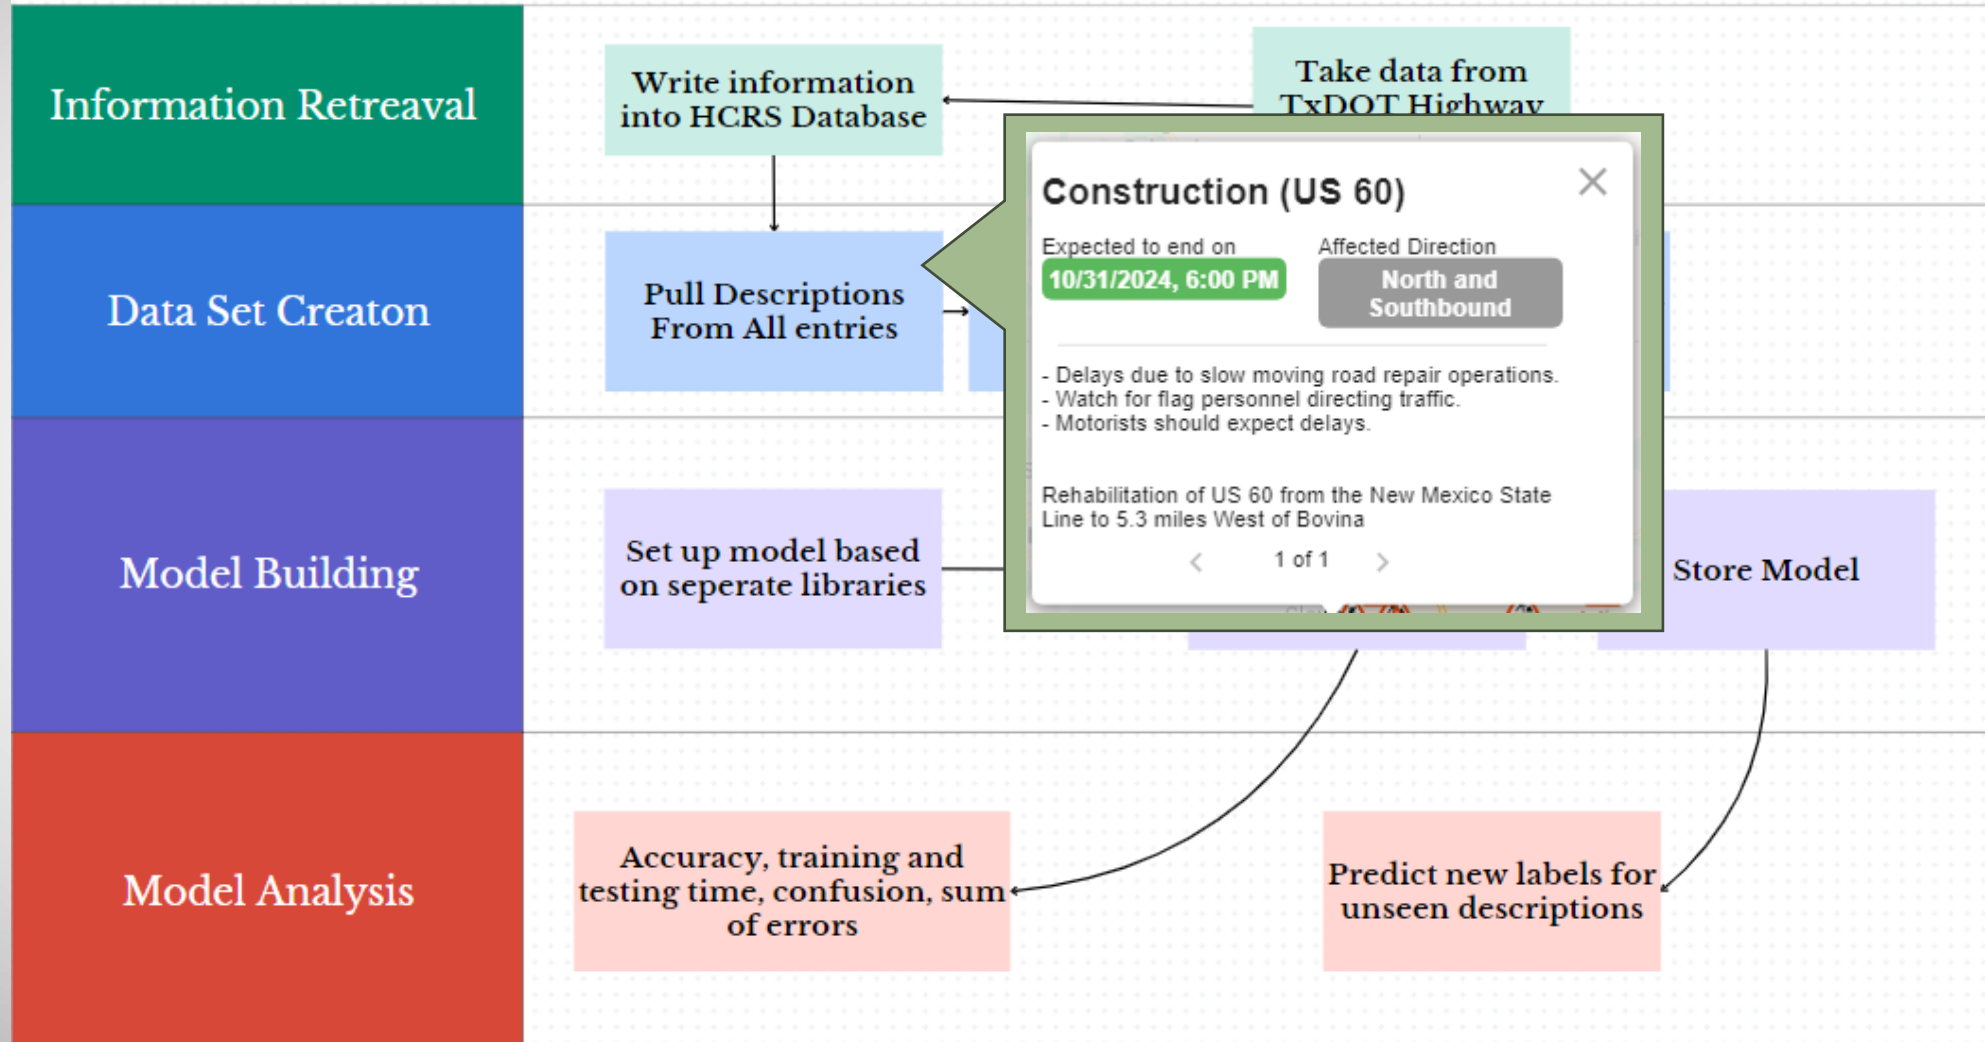 Information Retreaval
Write information
into HCRS Database
Take data from
TxDOT Highway
Data Set Creaton
Pull Descriptions
From All entries
Construction (US 60)
Expected to end on
10/31/2024, 6:00 PM
Affected Direction
North and
Southbound
- Delays due to slow moving road repair operations.
- Watch for flag personnel directing traffic.
- Motorists should expect delays.
Rehabilitation of US 60 from the New Mexico State
Line to 5.3 miles West of Bovina
1 of 1
Model Building
Set up model based
on seperate libraries
Store Model
Model Analysis
Accuracy, training and
testing time, confusion, sum
of errors
Predict new labels for
unseen descriptions